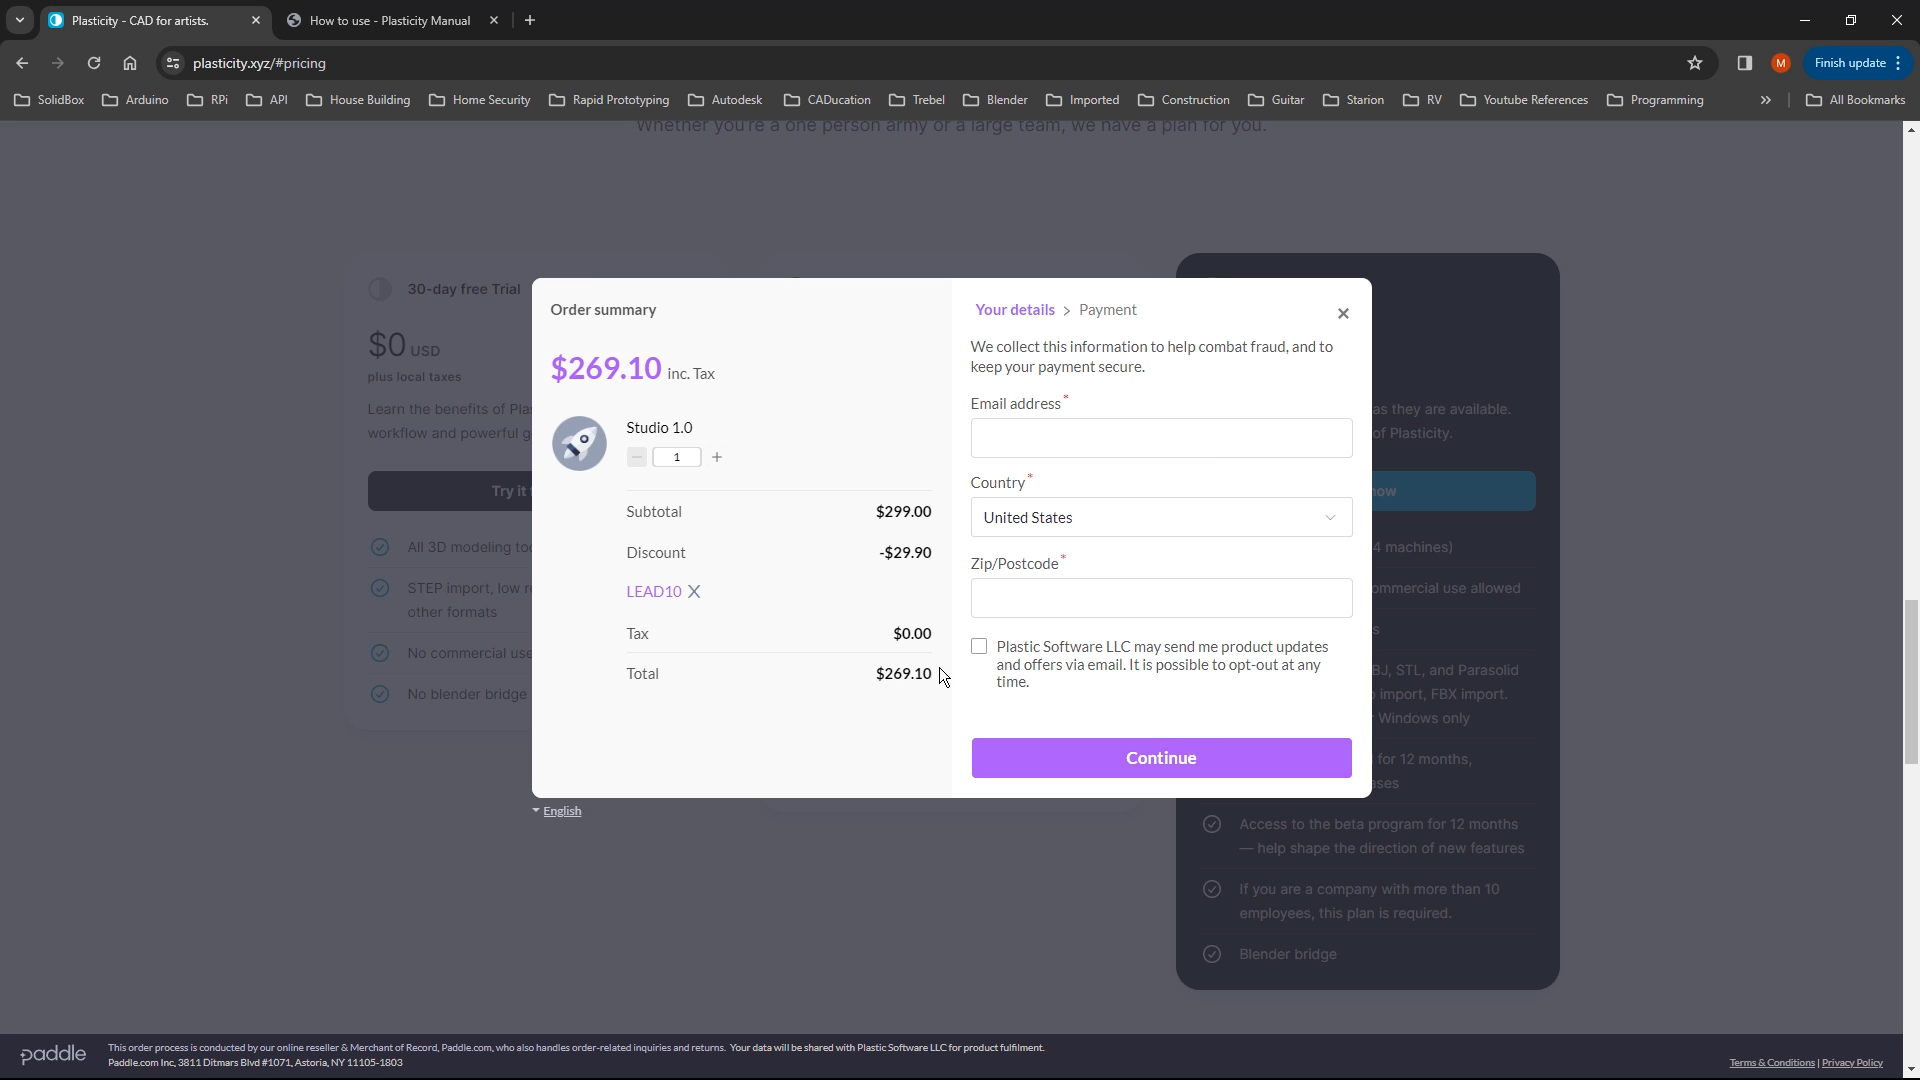 Plasticity - CAD for artists.
How to use - Plasticity Manual
plasticity.xyz/#pricing
M
Finish update
SolidBox
Arduino
RPi
API
House Building
Home Security
Rapid Prototyping
Autodesk
CADucation
Trebel
Blender
Imported
Construction
Guitar
Starion
RV
Youtube References
Programming
All Bookmarks
Whether you're a one person army or a large team, we have a plan for you.
30-day free Trial
$0 USD
plus local taxes
Learn the benefits of
workflow and powerful
Try it
All 3D modeling
STEP import, low
other formats
No commercial use
No blender bridge
Order summary
$269.10 inc. Tax
Studio 1.0
1
Subtotal $299.00
Discount -$29.90
LEAD10 X
Tax $0.00
Total $269.10
Your details > Payment
We collect this information to help combat fraud, and to
keep your payment secure.
Email address*
Country*
United States
Zip/Postcode*
Plastic Software LLC may send me product updates
and offers via email. It is possible to opt-out at any
time.
Continue
English
as they are available.
of Plasticity.
now
4 machines)
commercial use allowed
BJ, STL, and Parasolid
import, FBX import.
Windows only
for 12 months,
Access to the beta program for 12 months
— help shape the direction of new features
If you are a company with more than 10
employees, this plan is required.
Blender bridge
paddle
This order process is conducted by our online reseller & Merchant of Record, Paddle.com, who also handles order-related inquiries and returns. Your data will be shared with Plastic Software LLC for product fulfilment.
Paddle.com Inc, 3811 Ditmars Blvd #1071, Astoria, NY 11105-1803
Terms & Conditions | Privacy Policy